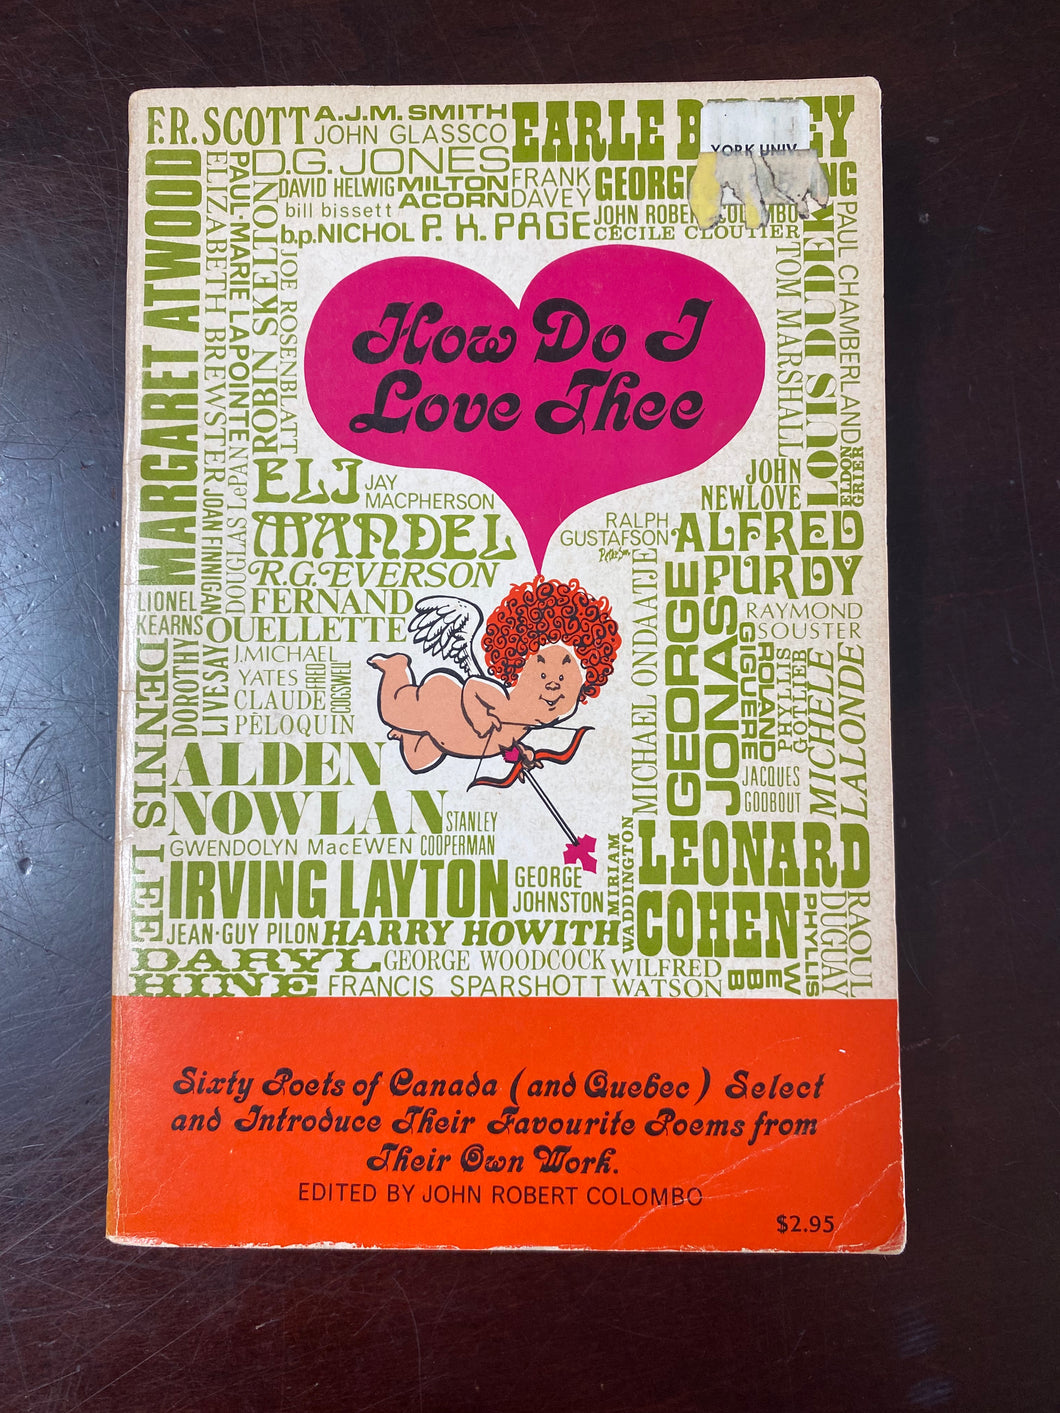 F.R. SCOTT
A.J.M. SMITH
JOHN GLASSCO
EARLE
YORK UNIV
D.G. JONES
DAVID HELWIG
MILTON
ACORN
FRANK
DAVEY
bill bissett
b.p. NICHOL
P. K. PAGE
JOHN ROBERT COLOMBO
CÉCILE CLOUTIER
MARGARET ATWOOD
ELIZABETH BREWSTER
PAUL-MARIE LAPOINTE
ROBIN SKELTON
JOE ROSENBLATT
TOM MARSHALL
LOUIS DUDEK
PAUL CHAMBERLAND
ELDON
GRIER
How Do I
Love Thee
JOHN
NEWLOVE
ELI
MANDEL
JAY
MACPHERSON
RALPH
GUSTAFSON
ALFRED
PURDY
R.G. EVERSON
JOAN FINNIGAN
DOUGLAS LePAN
LIONEL
KEARNS
FERNAND
OUELLETTE
DENNIS LEE
DOROTHY
LIVESAY
J. MICHAEL
YATES
FRED
COGSWELL
CLAUDE
PÉLOQUIN
MICHAEL ONDAATJE
GEORGE
JONAS
RAYMOND
SOUSTER
ROLAND
GIGUÈRE
PHYLLIS
GOTLIEB
MICHÈLE
LALONDE
JACQUES
GODBOUT
ALDEN
NOWLAN
STANLEY
COOPERMAN
GWENDOLYN MacEWEN
IRVING LAYTON
GEORGE
JOHNSTON
MIRIAM
WADDINGTON
LEONARD
COHEN
PHYLLIS
WEBB
RAOUL
DUGUAY
JEAN-GUY PILON
HARRY HOWITH
DARYL
HINE
GEORGE WOODCOCK
WILFRED
WATSON
FRANCIS SPARSHOTT
Sixty Poets of Canada (and Quebec) Select
and Introduce Their Favourite Poems from
Their Own Work.
EDITED BY JOHN ROBERT COLOMBO
$2.95